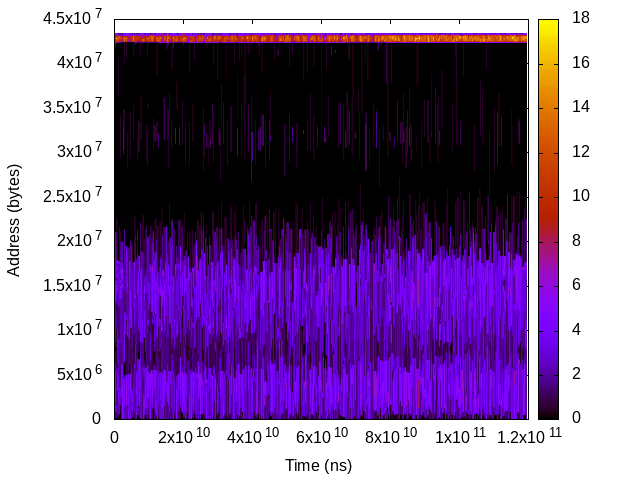 4.5x10 7
4x10 7
3.5x10 7
3x10 7
2.5x10 7
2x10 7
1.5x10 7
1x10 7
5x10 6
0
Address (bytes)
0 2x10 10 4x10 10 6x10 10 8x10 10 1x10 11 1.2x10 11
Time (ns)
18
16
14
12
10
8
6
4
2
0